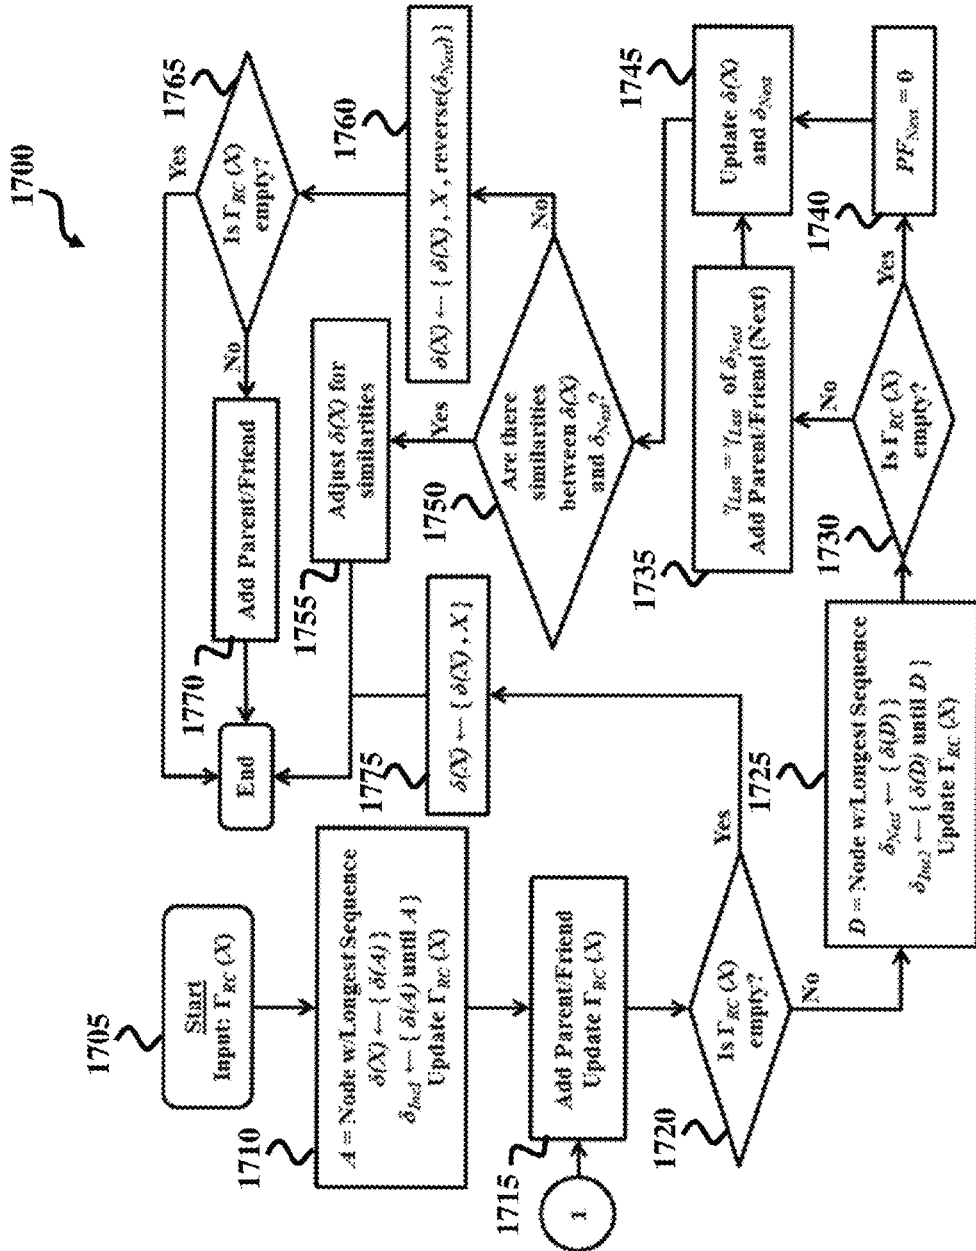 1700
1705
Start
Input: Γ_RC (X)
1710
A = Node w/Longest Sequence
δ(X) ← { δ(A) }
δ_Incl ← { δ(A) until A }
Update Γ_RC (X)
1
1715
Add Parent/Friend
Update Γ_RC (X)
1720
Is Γ_RC (X)
empty?
Yes
No
1725
D = Node w/Longest Sequence
δ_Next ← { δ(D) }
δ_Incl ← { δ(D) until D }
Update Γ_RC (X)
1730
Is Γ_RC (X)
empty?
No
Yes
1735
γ_Last = γ_Last of δ_Next
Add Parent/Friend (Next)
1740
PF_Next = 0
1745
Update δ(X)
and δ_Next
1750
Are there
similarities
between δ(X)
and δ_Next?
Yes
No
1755
Adjust δ(X) for
similarities
1760
δ(X) ← { δ(X) , X , reverse(δ_Next) }
1765
Is Γ_RC (X)
empty?
Yes
No
1770
Add Parent/Friend
1775
δ(X) ← { δ(X) , X }
End